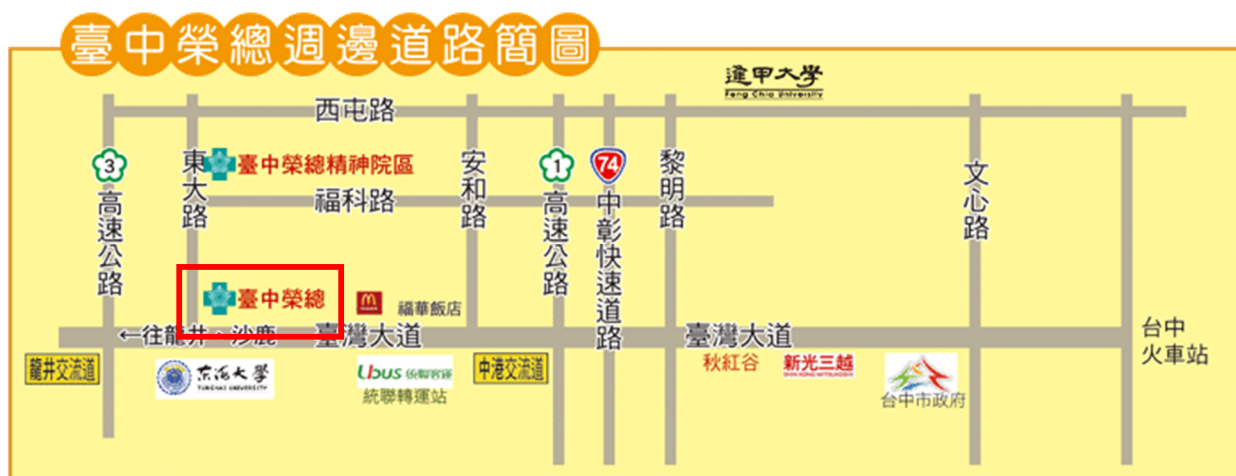 臺中榮總週邊道路簡圖
逢甲大學
Feng Chia University
西屯路
3
高速公路
東大路
臺中榮總精神院區
福科路
安和路
1
高速公路
74
中彰快速道路
黎明路
文心路
臺中榮總
福華飯店
←往龍井、沙鹿
臺灣大道
臺灣大道
台中
火車站
龍井交流道
東海大學
TUNGHAI UNIVERSITY
Ubus 統聯客運
統聯轉運站
中港交流道
秋紅谷
新光三越
SHIN KONG MITSUKOSHI
台中市政府